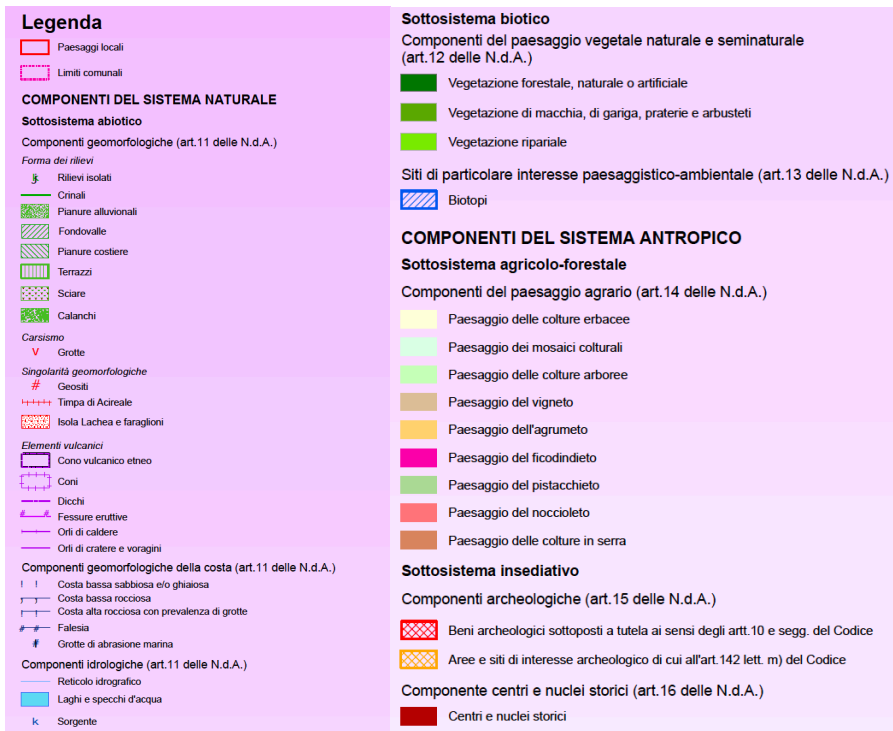 Legenda
Paesaggi locali
Limiti comunali
COMPONENTI DEL SISTEMA NATURALE
Sottosistema abiotico
Componenti geomorfologiche (art.11 delle N.d.A.)
Forma dei rilievi
Rilievi isolati
Crinali
Pianure alluvionali
Fondovalle
Pianure costiere
Terrazzi
Sciare
Calanchi
Carsismo
v Grotte
Singolarità geomorfologiche
# Geositi
Timpa di Acireale
Isola Lachea e faraglioni
Elementi vulcanici
Cono vulcanico etneo
Coni
Dicchi
# # Fessure eruttive
Orli di caldere
Orli di cratere e voragini
Componenti geomorfologiche della costa (art.11 delle N.d.A.)
! ! Costa bassa sabbiosa e/o ghiaiosa
Costa bassa rocciosa
Costa alta rocciosa con prevalenza di grotte
# # Falesia
Grotte di abrasione marina
Componenti idrologiche (art.11 delle N.d.A.)
Reticolo idrografico
Laghi e specchi d'acqua
k Sorgente
Sottosistema biotico
Componenti del paesaggio vegetale naturale e seminaturale
(art.12 delle N.d.A.)
Vegetazione forestale, naturale o artificiale
Vegetazione di macchia, di gariga, praterie e arbusteti
Vegetazione ripariale
Siti di particolare interesse paesaggistico-ambientale (art.13 delle N.d.A.)
Biotopi
COMPONENTI DEL SISTEMA ANTROPICO
Sottosistema agricolo-forestale
Componenti del paesaggio agrario (art.14 delle N.d.A.)
Paesaggio delle colture erbacee
Paesaggio dei mosaici colturali
Paesaggio delle colture arboree
Paesaggio del vigneto
Paesaggio dell'agrumeto
Paesaggio del ficodindieto
Paesaggio del pistacchieto
Paesaggio del noccioleto
Paesaggio delle colture in serra
Sottosistema insediativo
Componenti archeologiche (art.15 delle N.d.A.)
Beni archeologici sottoposti a tutela ai sensi degli artt.10 e segg. del Codice
Aree e siti di interesse archeologico di cui all'art.142 lett. m) del Codice
Componente centri e nuclei storici (art.16 delle N.d.A.)
Centri e nuclei storici